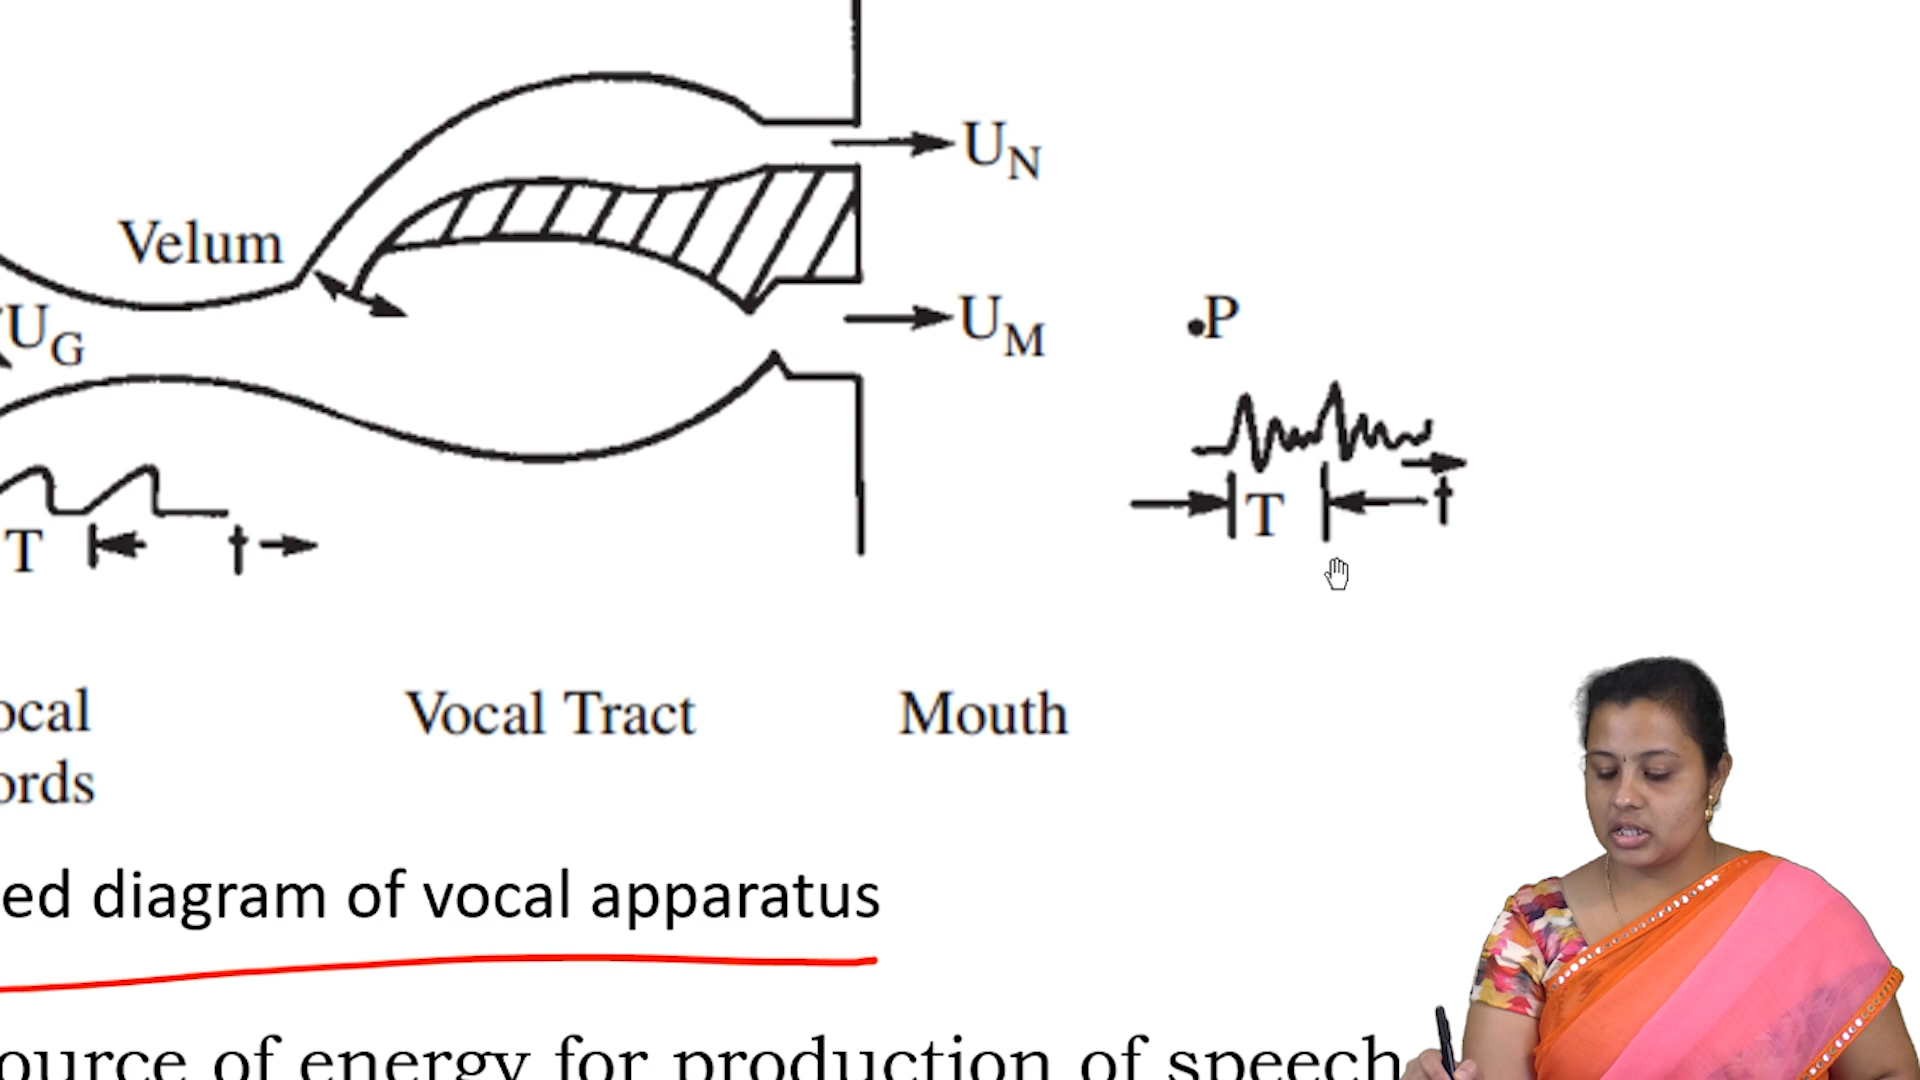 U_N
Velum
U_G
U_M
P
T
t
T
t
ocal
ords
Vocal Tract
Mouth
ed diagram of vocal apparatus
ource of energy for production of speech